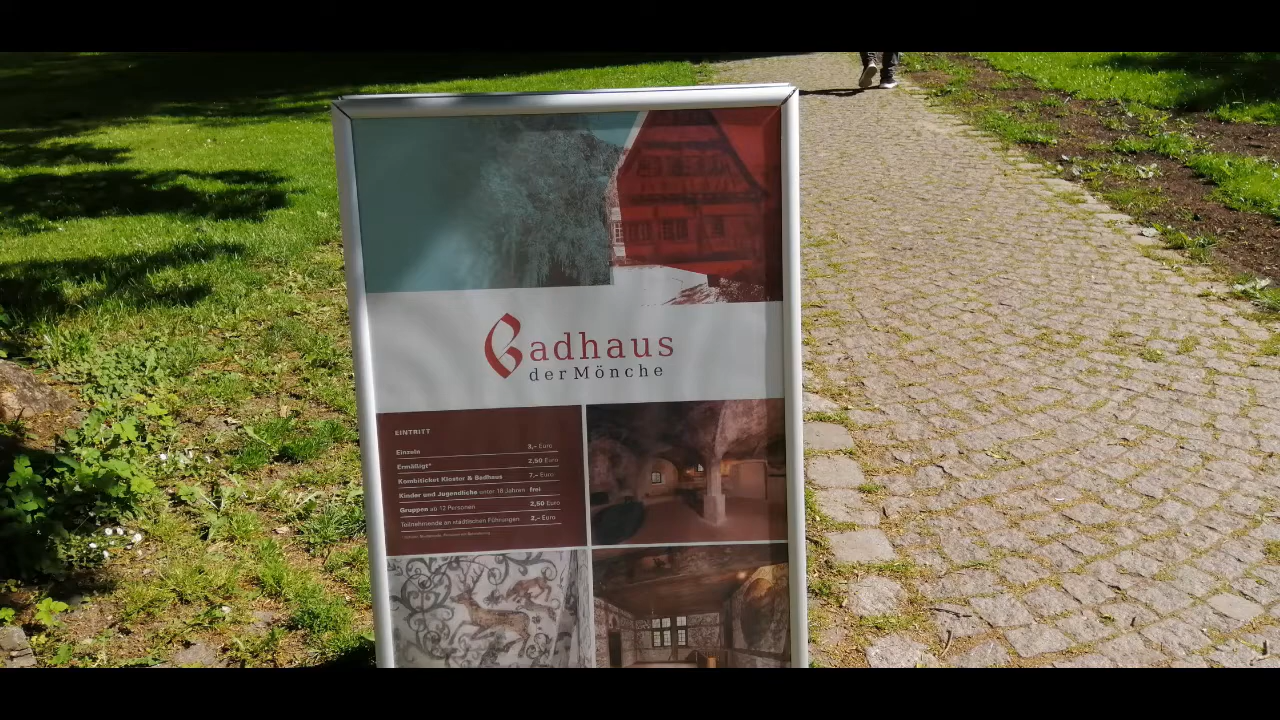 Badhaus
der Mönche
EINTRITT
Einzeln 3,– Euro
Ermäßigt* 2,50 Euro
Kombiticket Kloster & Badhaus 7,– Euro
Kinder und Jugendliche unter 18 Jahren frei
Gruppen ab 12 Personen 2,50 Euro
Teilnehmende an städtischen Führungen 2,– Euro